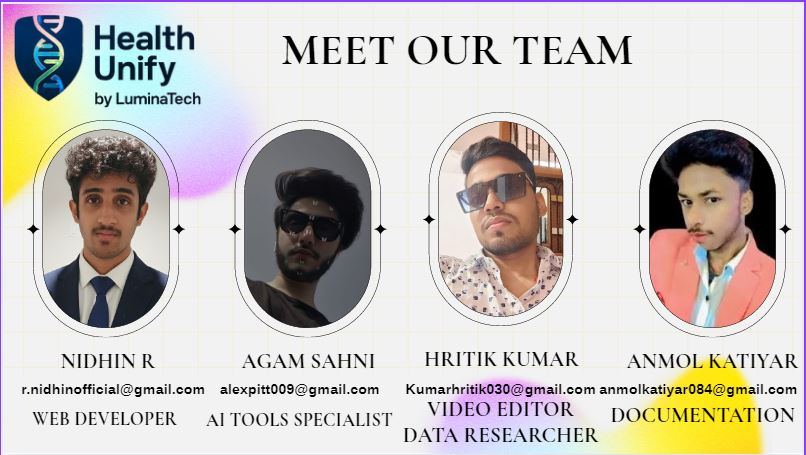 Health
Unify
by LuminaTech
MEET OUR TEAM
NIDHIN R
r.nidhinofficial@gmail.com
WEB DEVELOPER
AGAM SAHNI
alexpitt009@gmail.com
AI TOOLS SPECIALIST
HRITIK KUMAR
Kumarhritik030@gmail.com
VIDEO EDITOR
DATA RESEARCHER
ANMOL KATIYAR
anmolkatiyar084@gmail.com
DOCUMENTATION